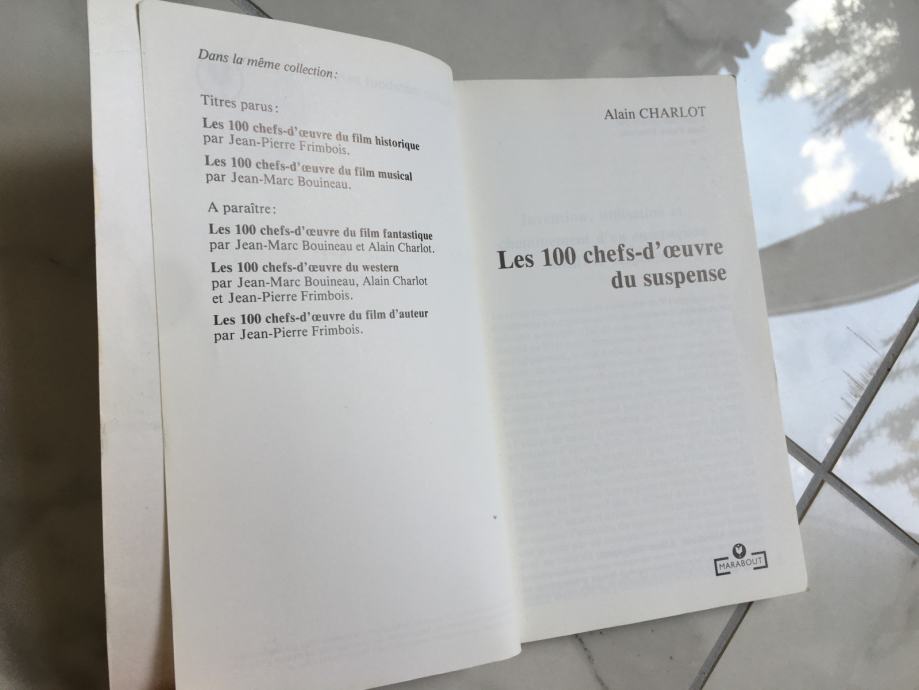 Dans la même collection :
Titres parus :
Les 100 chefs-d'œuvre du film historique
par Jean-Pierre Frimbois.
Les 100 chefs-d'œuvre du film musical
par Jean-Marc Bouineau.
A paraître :
Les 100 chefs-d'œuvre du film fantastique
par Jean-Marc Bouineau et Alain Charlot.
Les 100 chefs-d'œuvre du western
par Jean-Marc Bouineau, Alain Charlot
et Jean-Pierre Frimbois.
Les 100 chefs-d'œuvre du film d'auteur
par Jean-Pierre Frimbois.
Alain CHARLOT
Les 100 chefs-d'œuvre
du suspense
MARABOUT